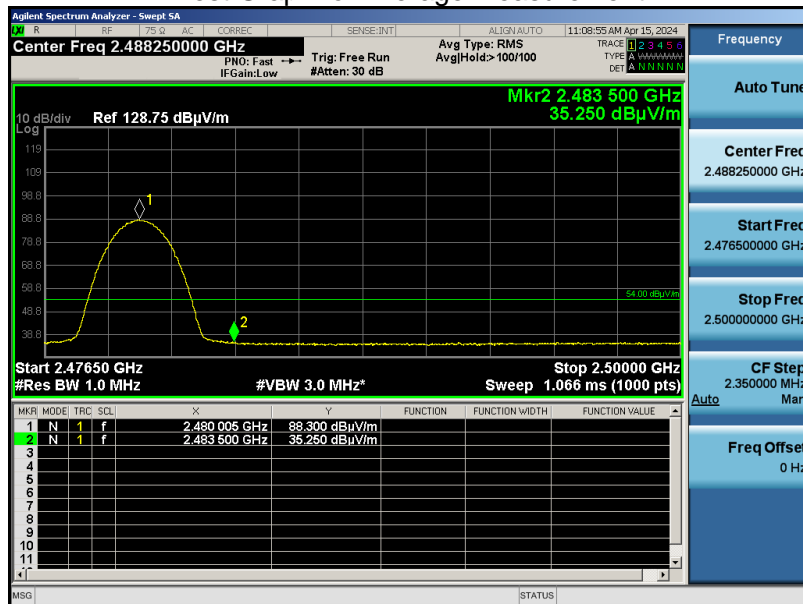 Agilent Spectrum Analyzer - Swept SA
LXI R RF 75 Ω AC CORREC SENSE:INT ALIGN AUTO 11:08:55 AM Apr 15, 2024
Center Freq 2.488250000 GHz
PNO: Fast
IFGain:Low
Trig: Free Run
#Atten: 30 dB
Avg Type: RMS
Avg|Hold:>100/100
TRACE 1 2 3 4 5 6
TYPE A WWWWW
DET A N N N N N
Mkr2 2.483 500 GHz
35.250 dBµV/m
10 dB/div Ref 128.75 dBµV/m
Log
119
109
98.8
88.8
78.8
68.8
58.8
48.8
38.8
1
2
54.00 dBµV/m
Start 2.47650 GHz Stop 2.50000 GHz
#Res BW 1.0 MHz #VBW 3.0 MHz* Sweep 1.066 ms (1000 pts)
MKR MODE TRC SCL X Y FUNCTION FUNCTION WIDTH FUNCTION VALUE
1 N 1 f 2.480 005 GHz 88.300 dBµV/m
2 N 1 f 2.483 500 GHz 35.250 dBµV/m
3
4
5
6
7
8
9
10
11
MSG STATUS
Frequency
Auto Tune
Center Freq
2.488250000 GHz
Start Freq
2.476500000 GHz
Stop Freq
2.500000000 GHz
CF Step
2.350000 MHz
Auto Man
Freq Offset
0 Hz